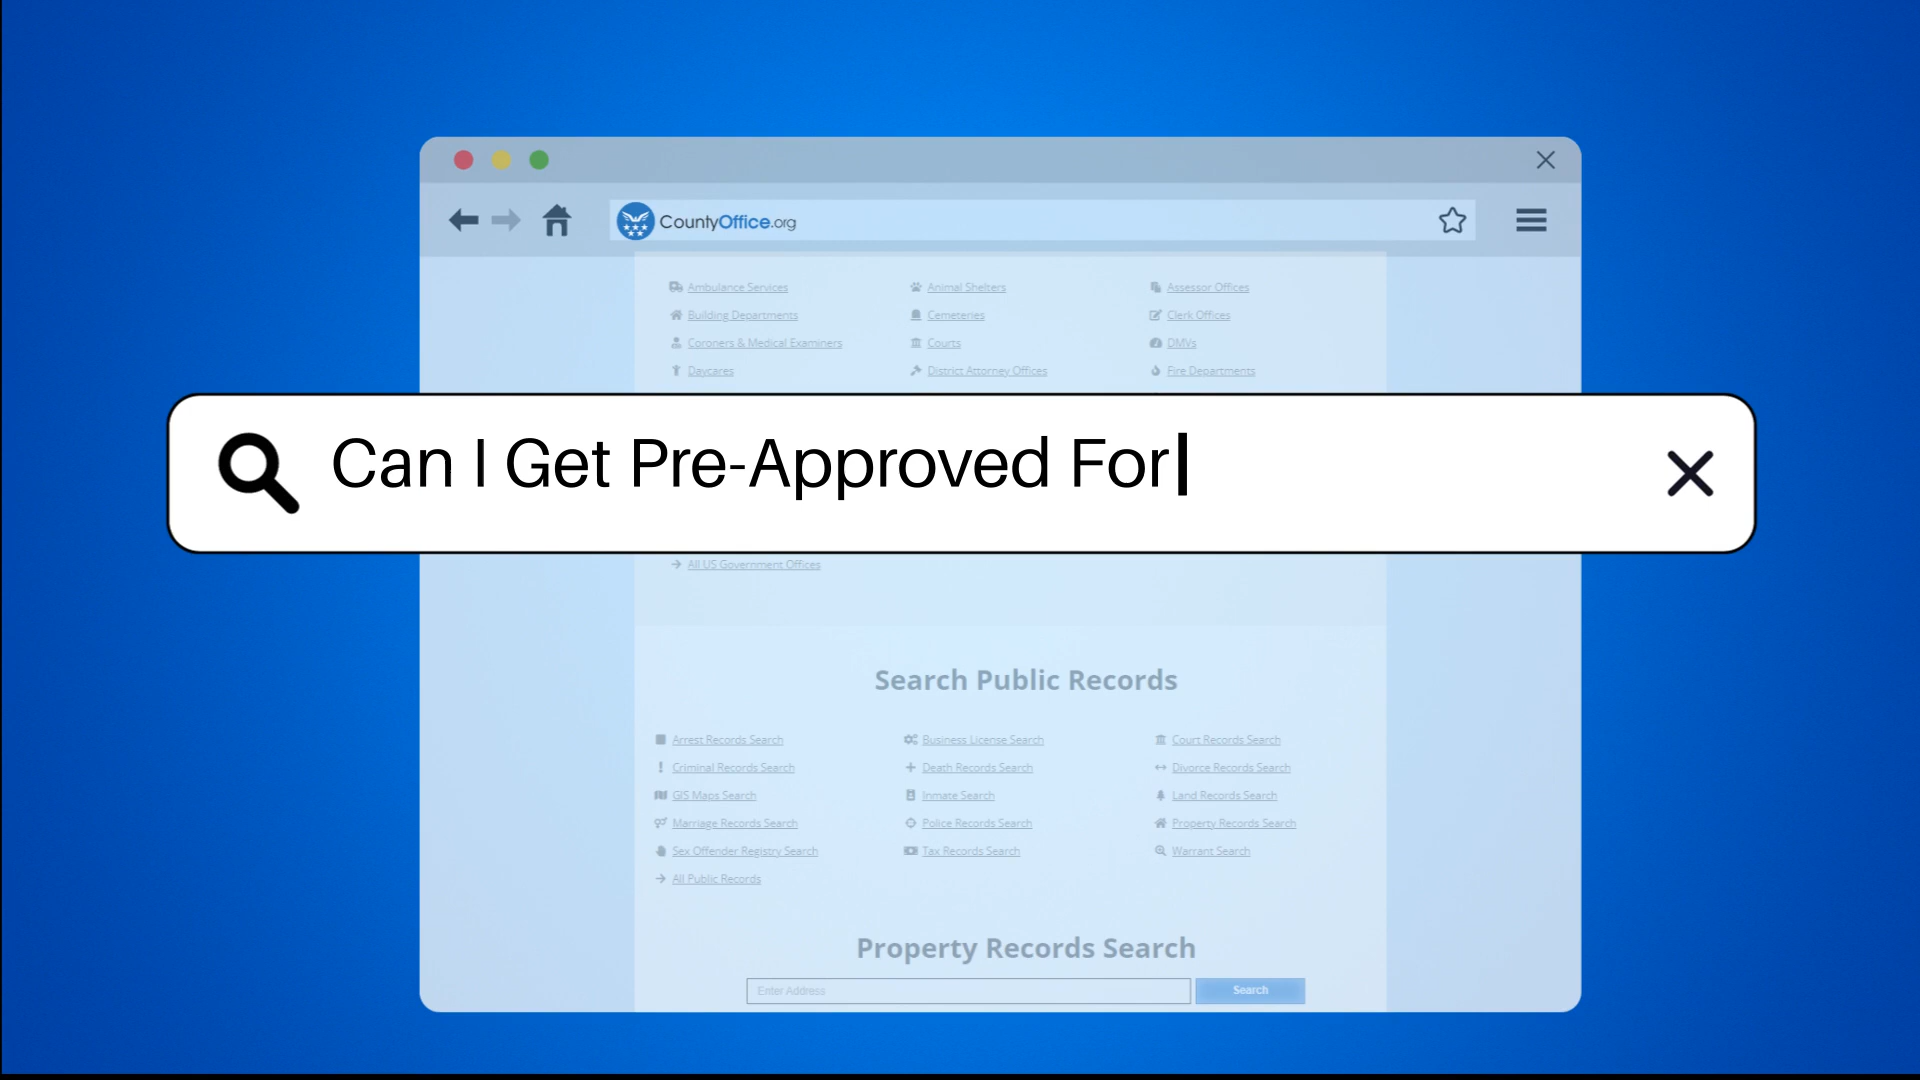 CountyOffice.org
Ambulance Services Animal Shelters Assessor Offices
Building Departments Cemeteries Clerk Offices
Coroners & Medical Examiners Courts DMVs
Daycares District Attorney Offices Fire Departments
Can I Get Pre-Approved For
All US Government Offices
Search Public Records
Arrest Records Search Business License Search Court Records Search
Criminal Records Search Death Records Search Divorce Records Search
GIS Maps Search Inmate Search Land Records Search
Marriage Records Search Police Records Search Property Records Search
Sex Offender Registry Search Tax Records Search Warrant Search
All Public Records
Property Records Search
Enter Address Search